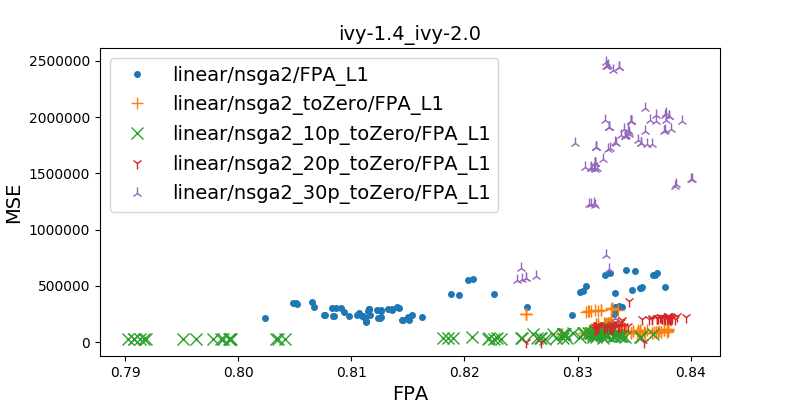 ivy-1.4_ivy-2.0
linear/nsga2/FPA_L1
linear/nsga2_toZero/FPA_L1
linear/nsga2_10p_toZero/FPA_L1
linear/nsga2_20p_toZero/FPA_L1
linear/nsga2_30p_toZero/FPA_L1
MSE
2500000
2000000
1500000
1000000
500000
0
0.79 0.80 0.81 0.82 0.83 0.84
FPA